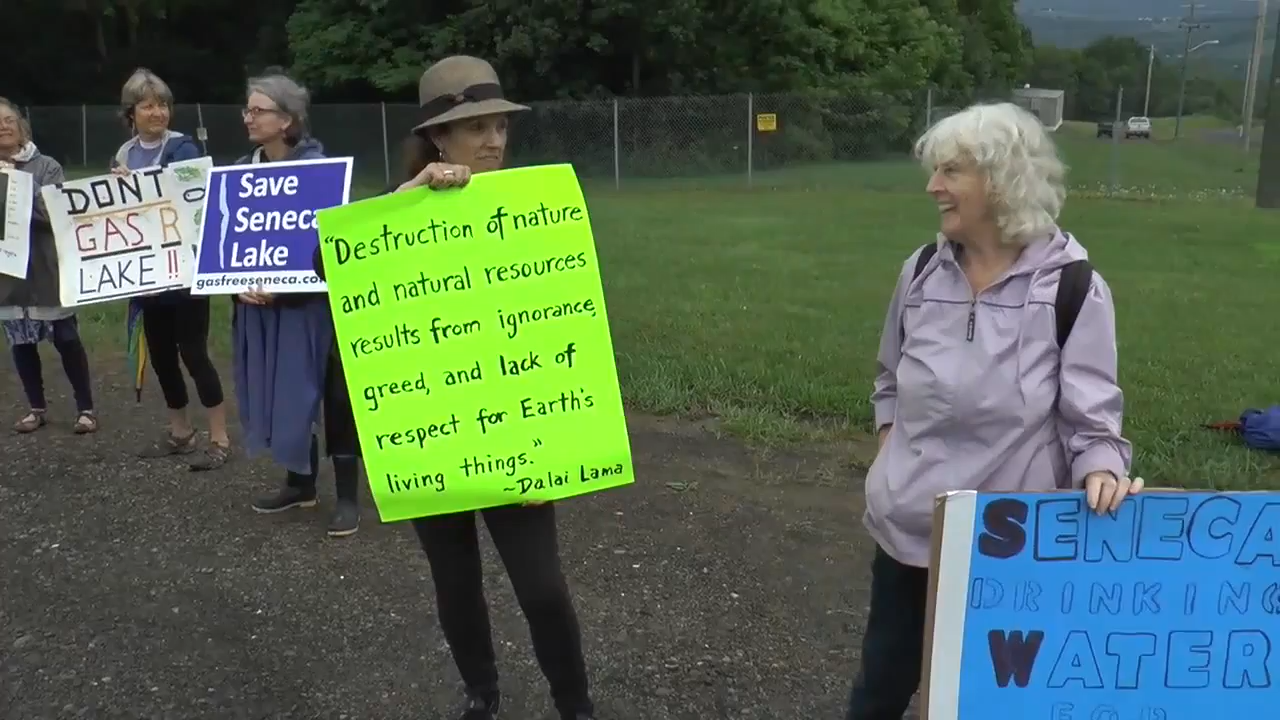 DONT
GAS R
LAKE !!
Save
Seneca
Lake
gasfreeseneca.com
"Destruction of nature
and natural resources
results from ignorance,
greed, and lack of
respect for Earth's
living things."
~Dalai Lama
SENECA
DRINKING
WATER
FOR